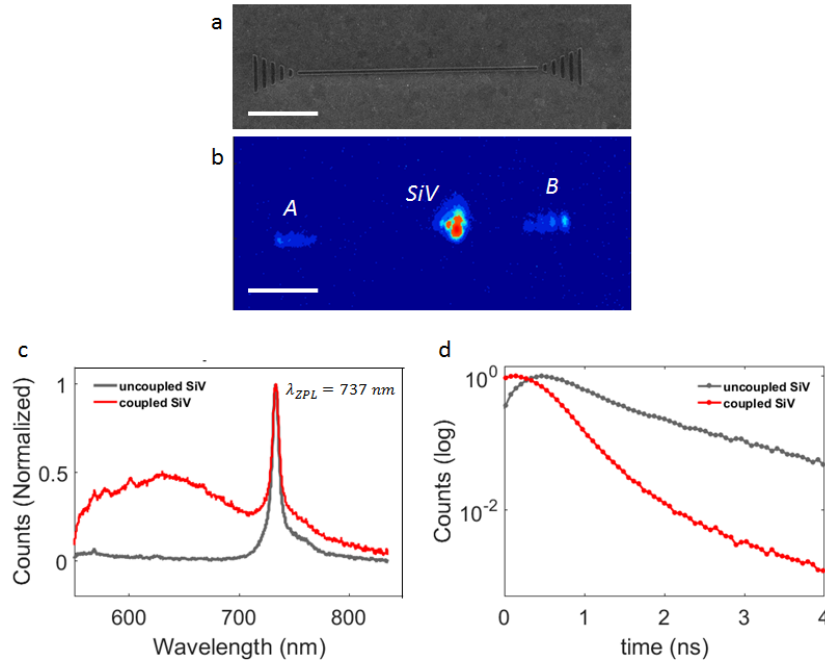 a
b
A
SiV
B
c
uncoupled SiV
coupled SiV
λZPL = 737 nm
1
0.5
0
Counts (Normalized)
600
700
800
Wavelength (nm)
d
uncoupled SiV
coupled SiV
10^0
10^-2
Counts (log)
0
1
2
3
4
time (ns)